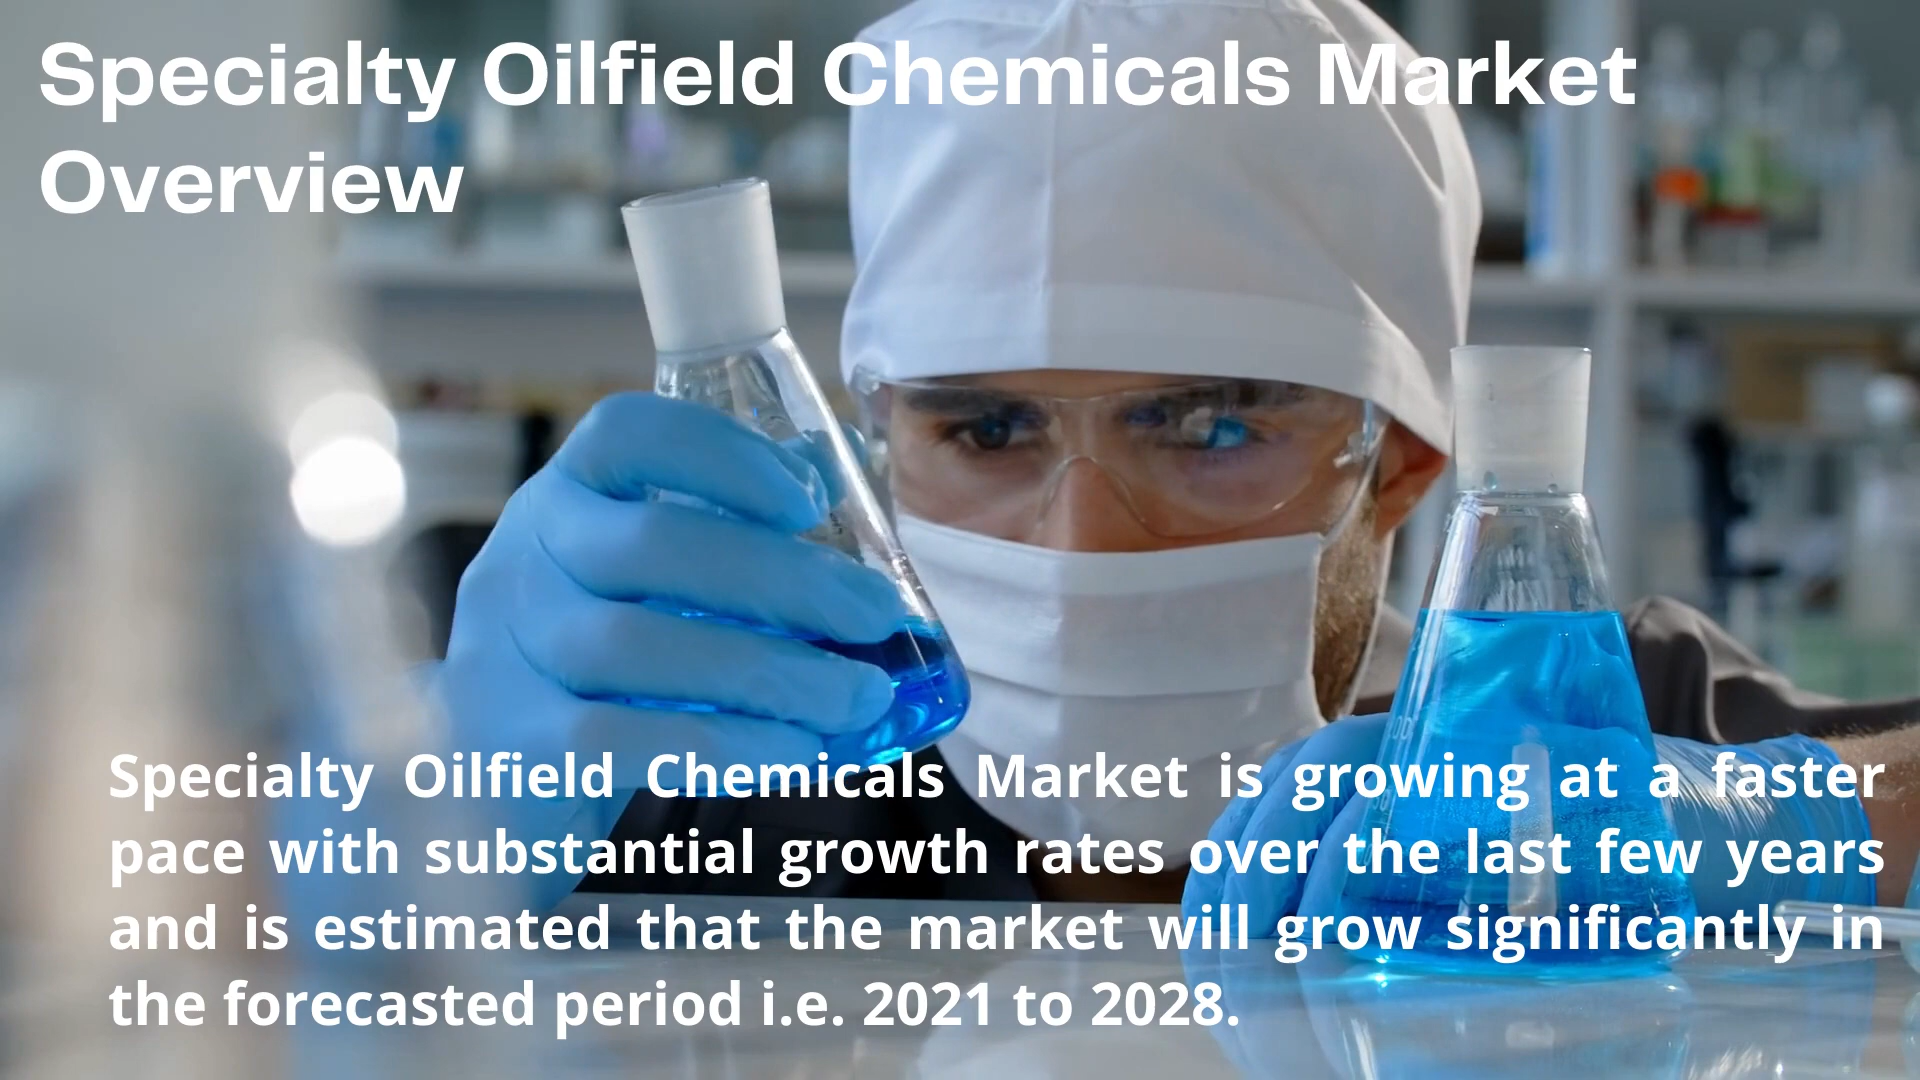 Specialty Oilfield Chemicals Market
Overview
Specialty Oilfield Chemicals Market is growing at a faster
pace with substantial growth rates over the last few years
and is estimated that the market will grow significantly in
the forecasted period i.e. 2021 to 2028.